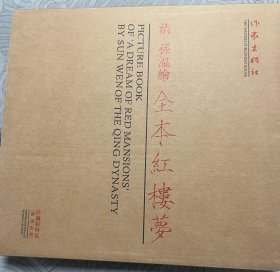 作家出版社
清·孫溫繪
全本·紅樓夢
PICTURE BOOK
OF 'A DREAM OF RED MANSIONS'
BY SUN WEN OF THE QING DYNASTY